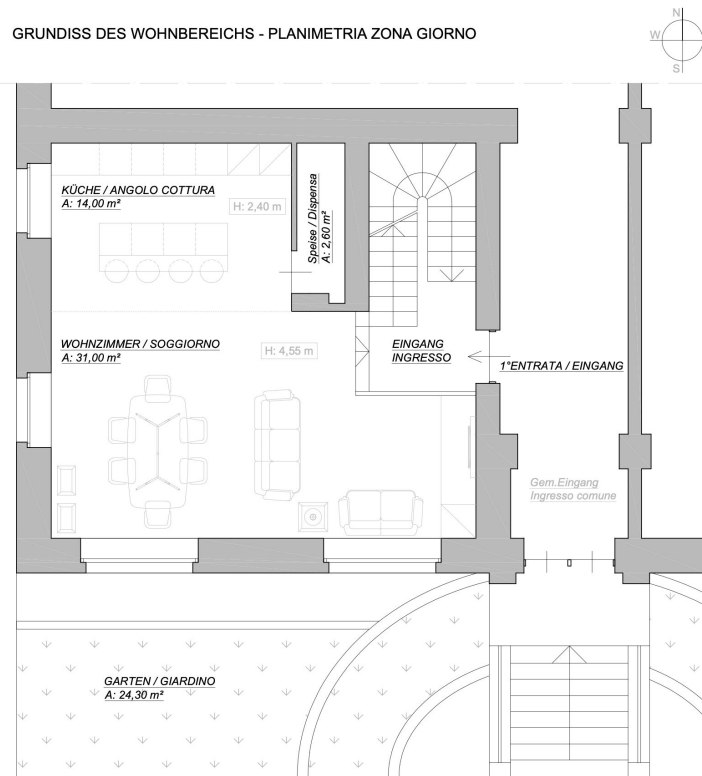 GRUNDISS DES WOHNBEREICHS - PLANIMETRIA ZONA GIORNO
N
W
S
KÜCHE / ANGOLO COTTURA
A: 14,00 m²
H: 2,40 m
Speise / Dispensa
A: 2,60 m²
WOHNZIMMER / SOGGIORNO
A: 31,00 m²
H: 4,55 m
EINGANG
INGRESSO
1°ENTRATA / EINGANG
Gem.Eingang
Ingresso comune
GARTEN / GIARDINO
A: 24,30 m²